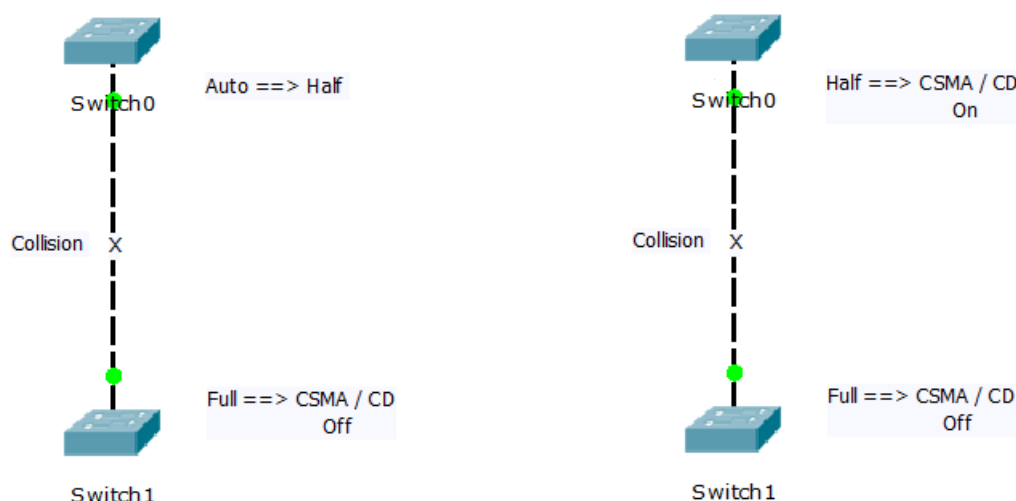 Switch0
Auto ==> Half
Collision
X
Full ==> CSMA / CD
Off
Switch1
Switch0
Half ==> CSMA / CD
On
Collision
X
Full ==> CSMA / CD
Off
Switch1